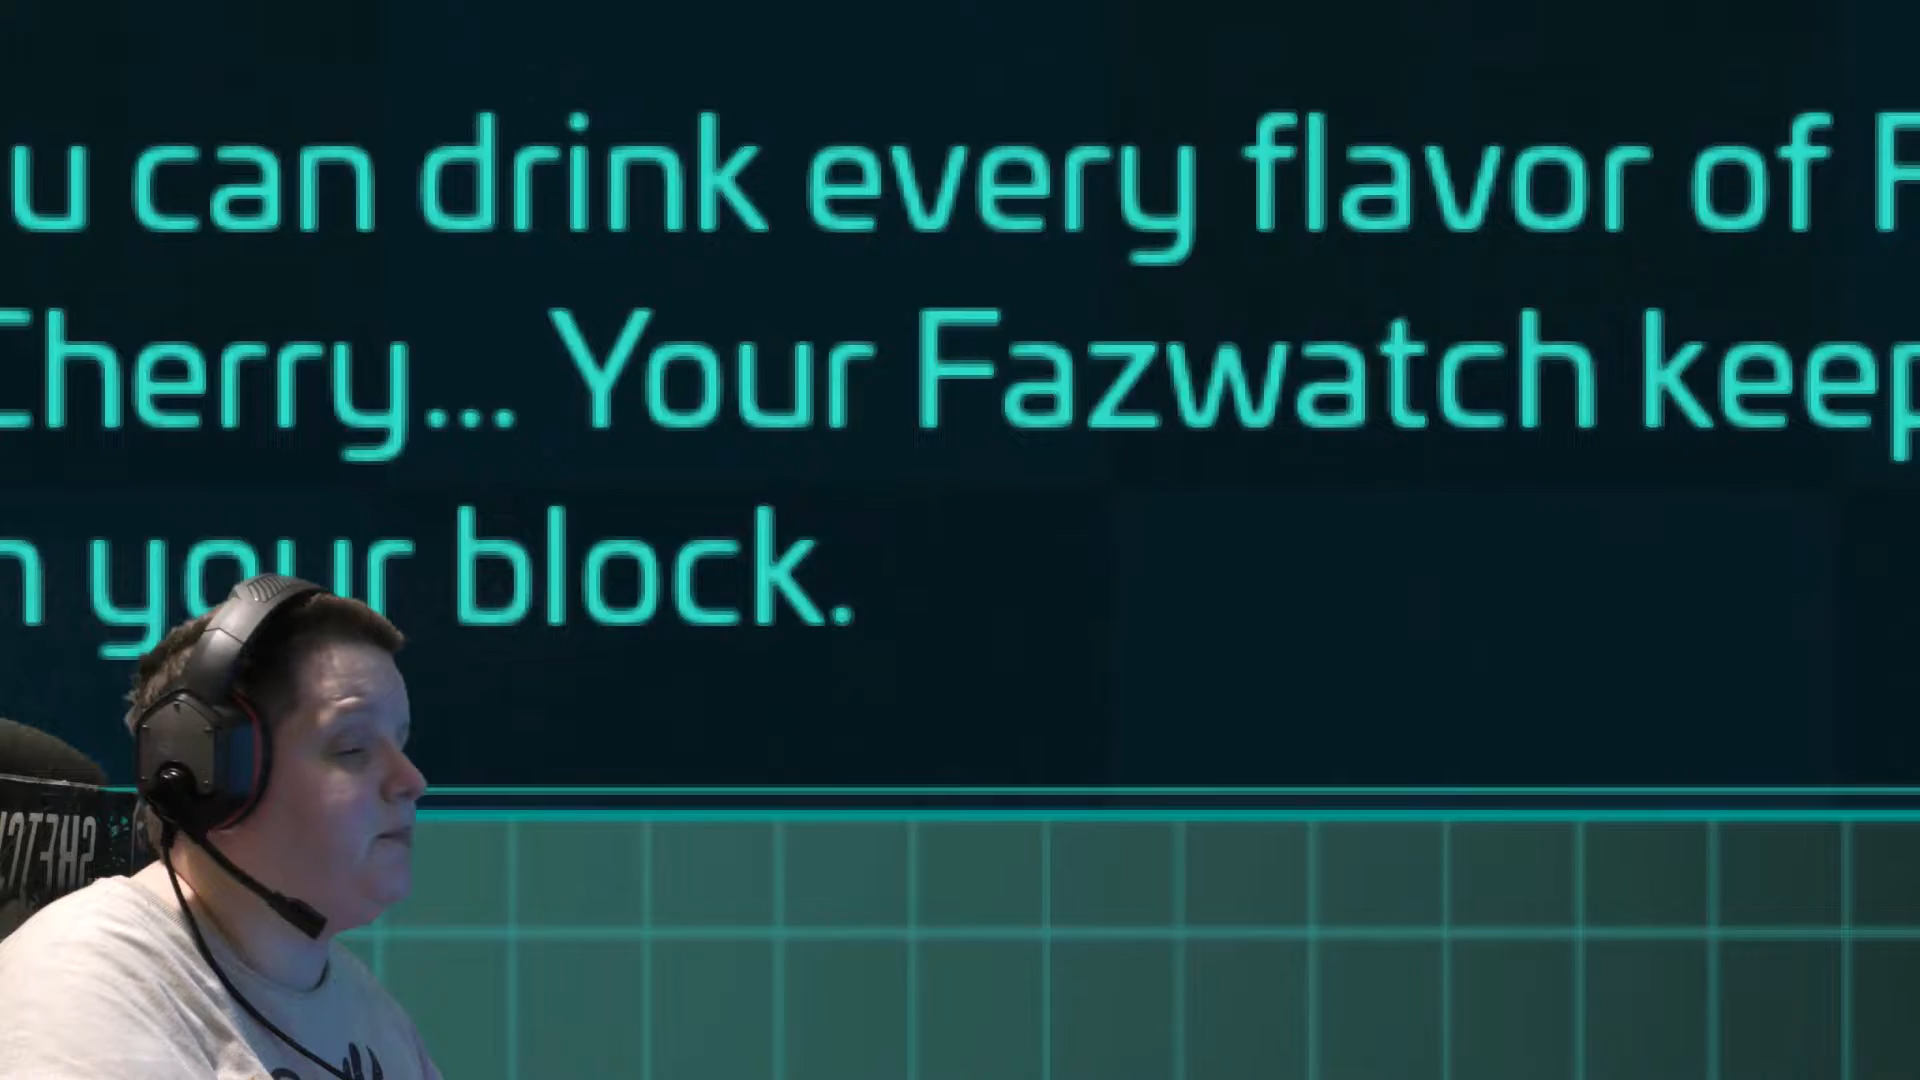 u can drink every flavor of
Cherry... Your Fazwatch keep
your block.